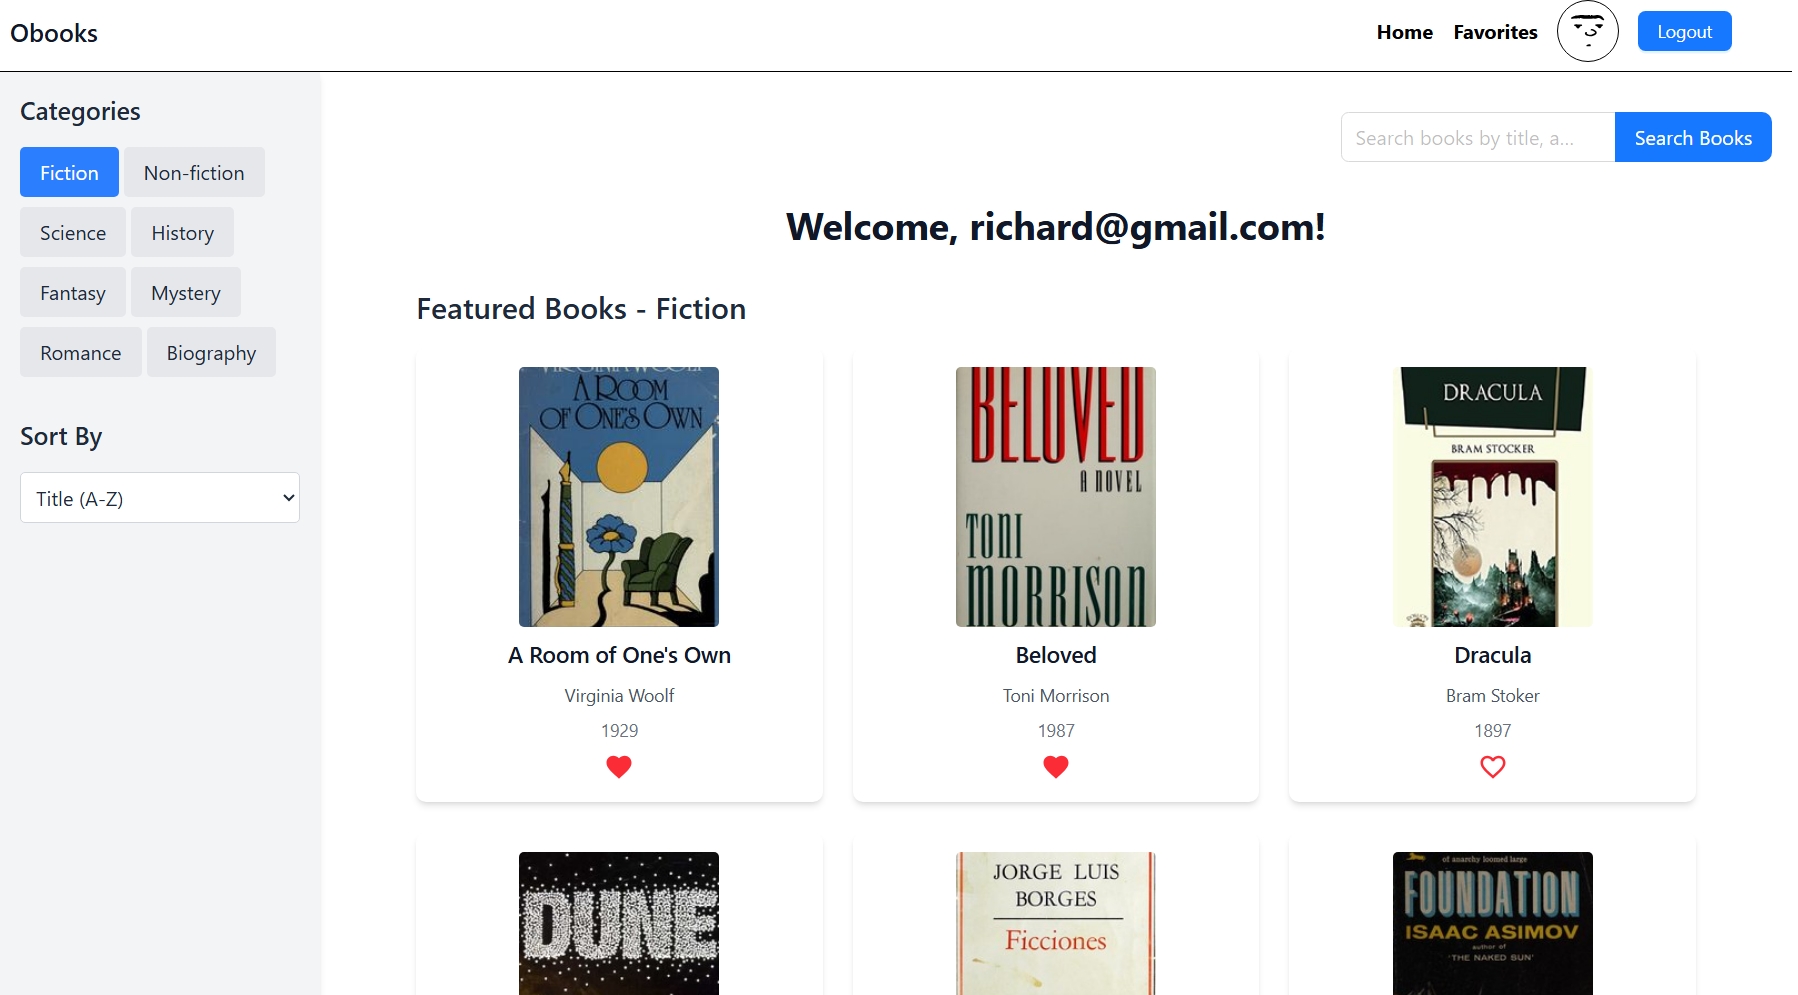 Obooks
Home Favorites Logout
Categories
Fiction Non-fiction
Science History
Fantasy Mystery
Romance Biography
Sort By
Title (A-Z)
Search books by title, a... Search Books
Welcome, richard@gmail.com!
Featured Books - Fiction
VIRGINIA WOOLF
A ROOM
OF ONE'S OWN
A Room of One's Own
Virginia Woolf
1929
BELOVED
A NOVEL
TONI
MORRISON
Beloved
Toni Morrison
1987
DRACULA
BRAM STOCKER
Dracula
Bram Stoker
1897
DUNE
JORGE LUIS
BORGES
Ficciones
of anarchy loomed large
FOUNDATION
ISAAC ASIMOV
author of
'THE NAKED SUN'